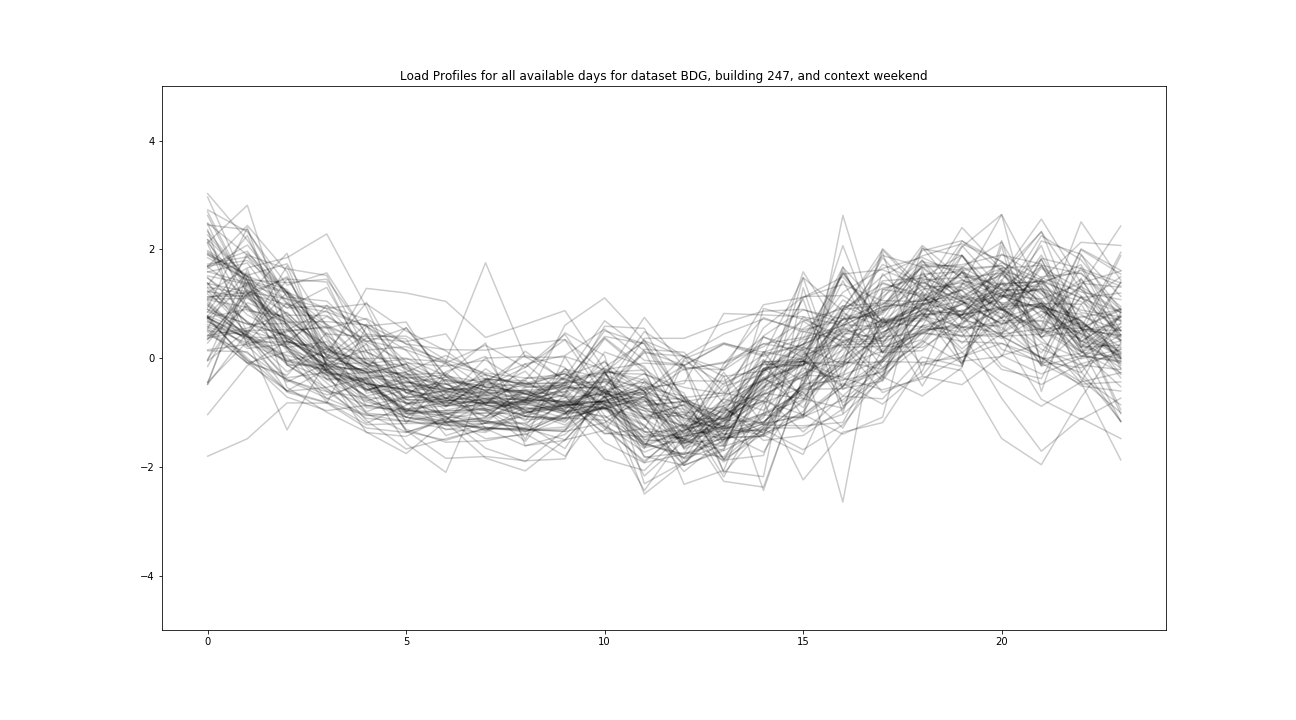 Load Profiles for all available days for dataset BDG, building 247, and context weekend
4
2
0
−2
−4
0 5 10 15 20